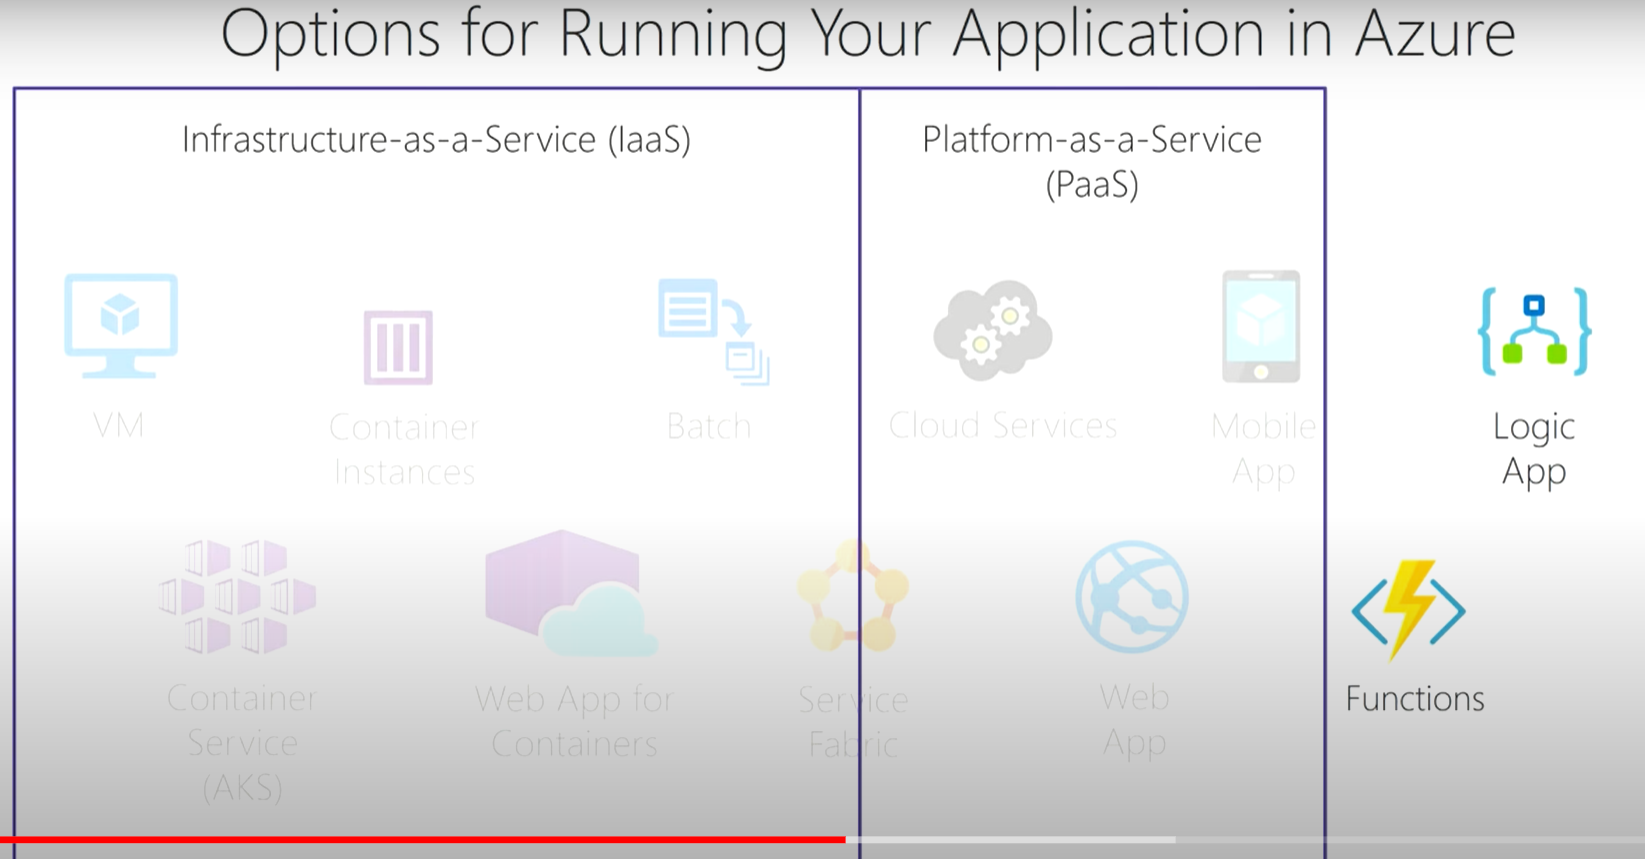 Options for Running Your Application in Azure
Infrastructure-as-a-Service (IaaS)
Platform-as-a-Service
(PaaS)
VM
Container
Instances
Batch
Cloud Services
Mobile
App
Logic
App
Container
Service
(AKS)
Web App for
Containers
Service
Fabric
Web
App
Functions